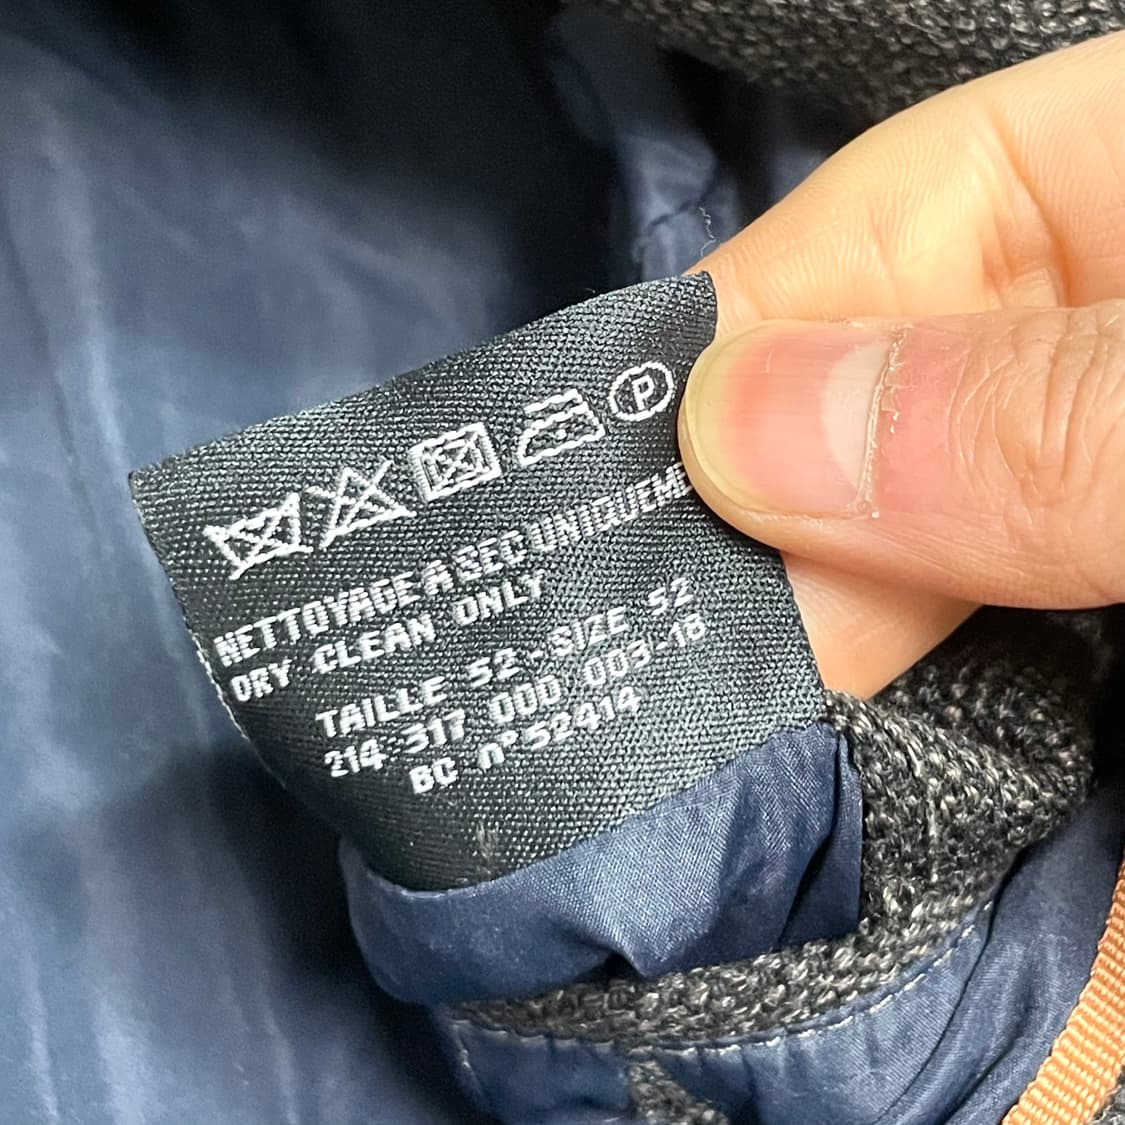 P
NETTOYAGE A SEC UNIQUEME
DRY CLEAN ONLY
TAILLE 52-SIZE 52
214-317 000 003-18
BC n°52414